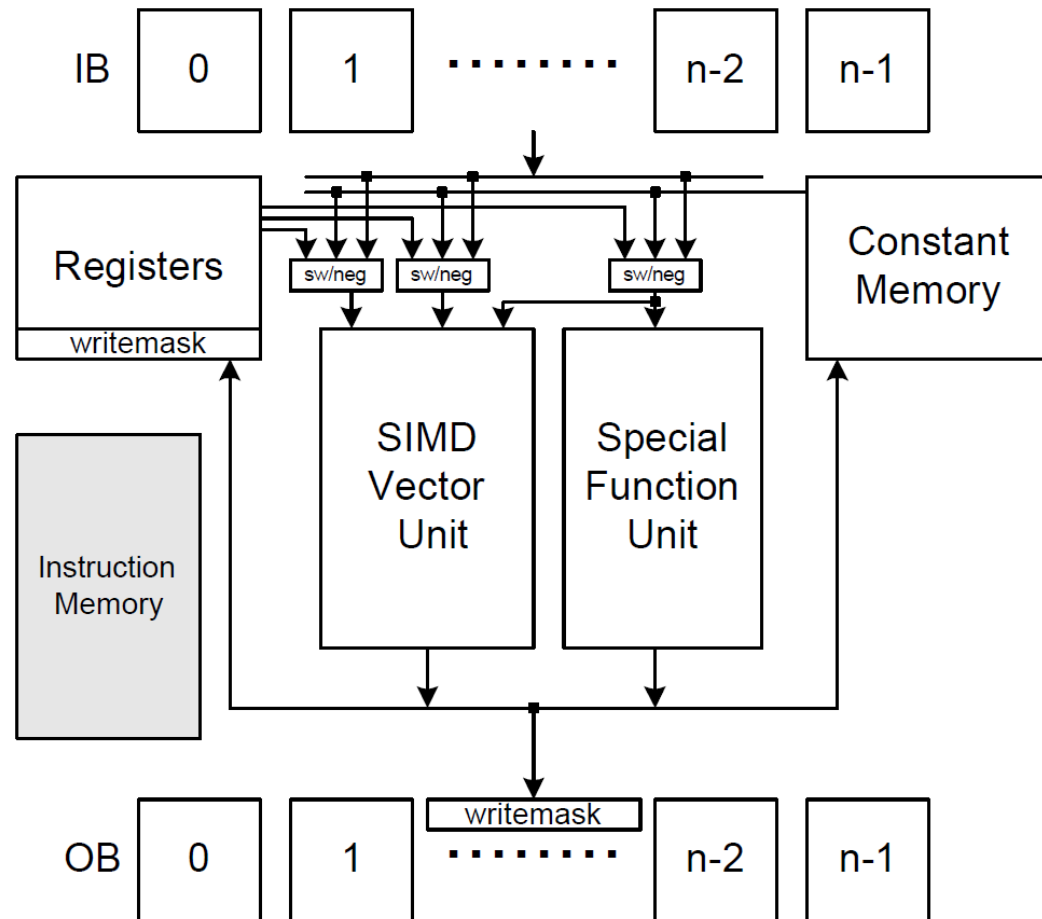 IB 0 1 ........ n-2 n-1
Registers
writemask
sw/neg sw/neg sw/neg
Constant
Memory
SIMD
Vector
Unit
Special
Function
Unit
Instruction
Memory
writemask
OB 0 1 ........ n-2 n-1